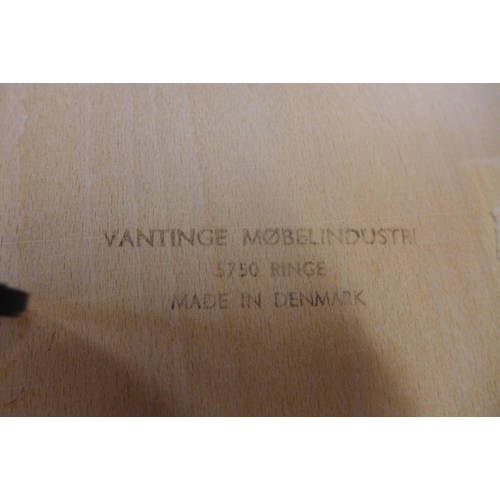 VANTINGE MØBELINDUSTRI
5750 RINGE
MADE IN DENMARK